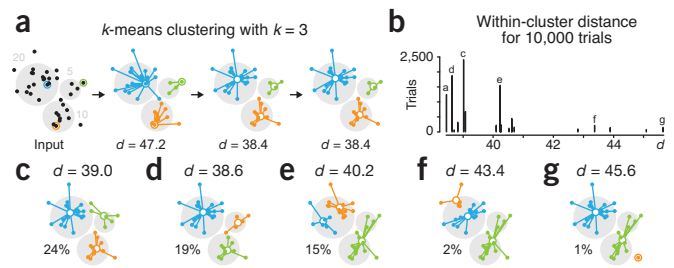 a
k-means clustering with k = 3
20
5
10
Input
d = 47.2
d = 38.4
d = 38.4
b
Within-cluster distance
for 10,000 trials
Trials
2,500
0
a
d
c
e
f
g
40
42
44
d
c
d = 39.0
24%
d
d = 38.6
19%
e
d = 40.2
15%
f
d = 43.4
2%
g
d = 45.6
1%